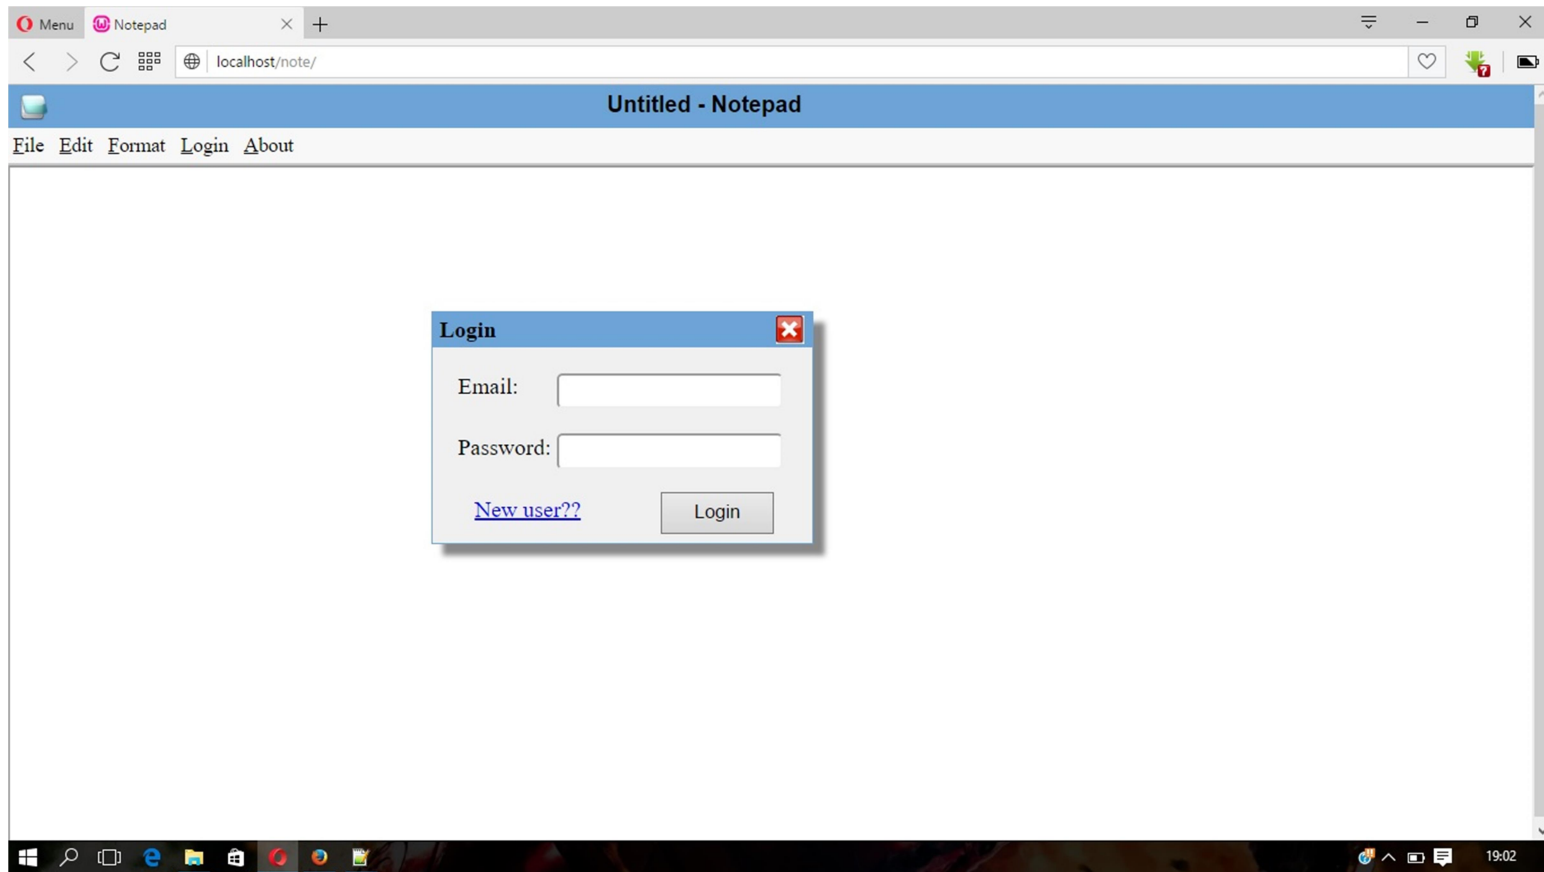 Menu Notepad
localhost/note/
Untitled - Notepad
File Edit Format Login About
Login
Email:
Password:
New user?? Login
19:02